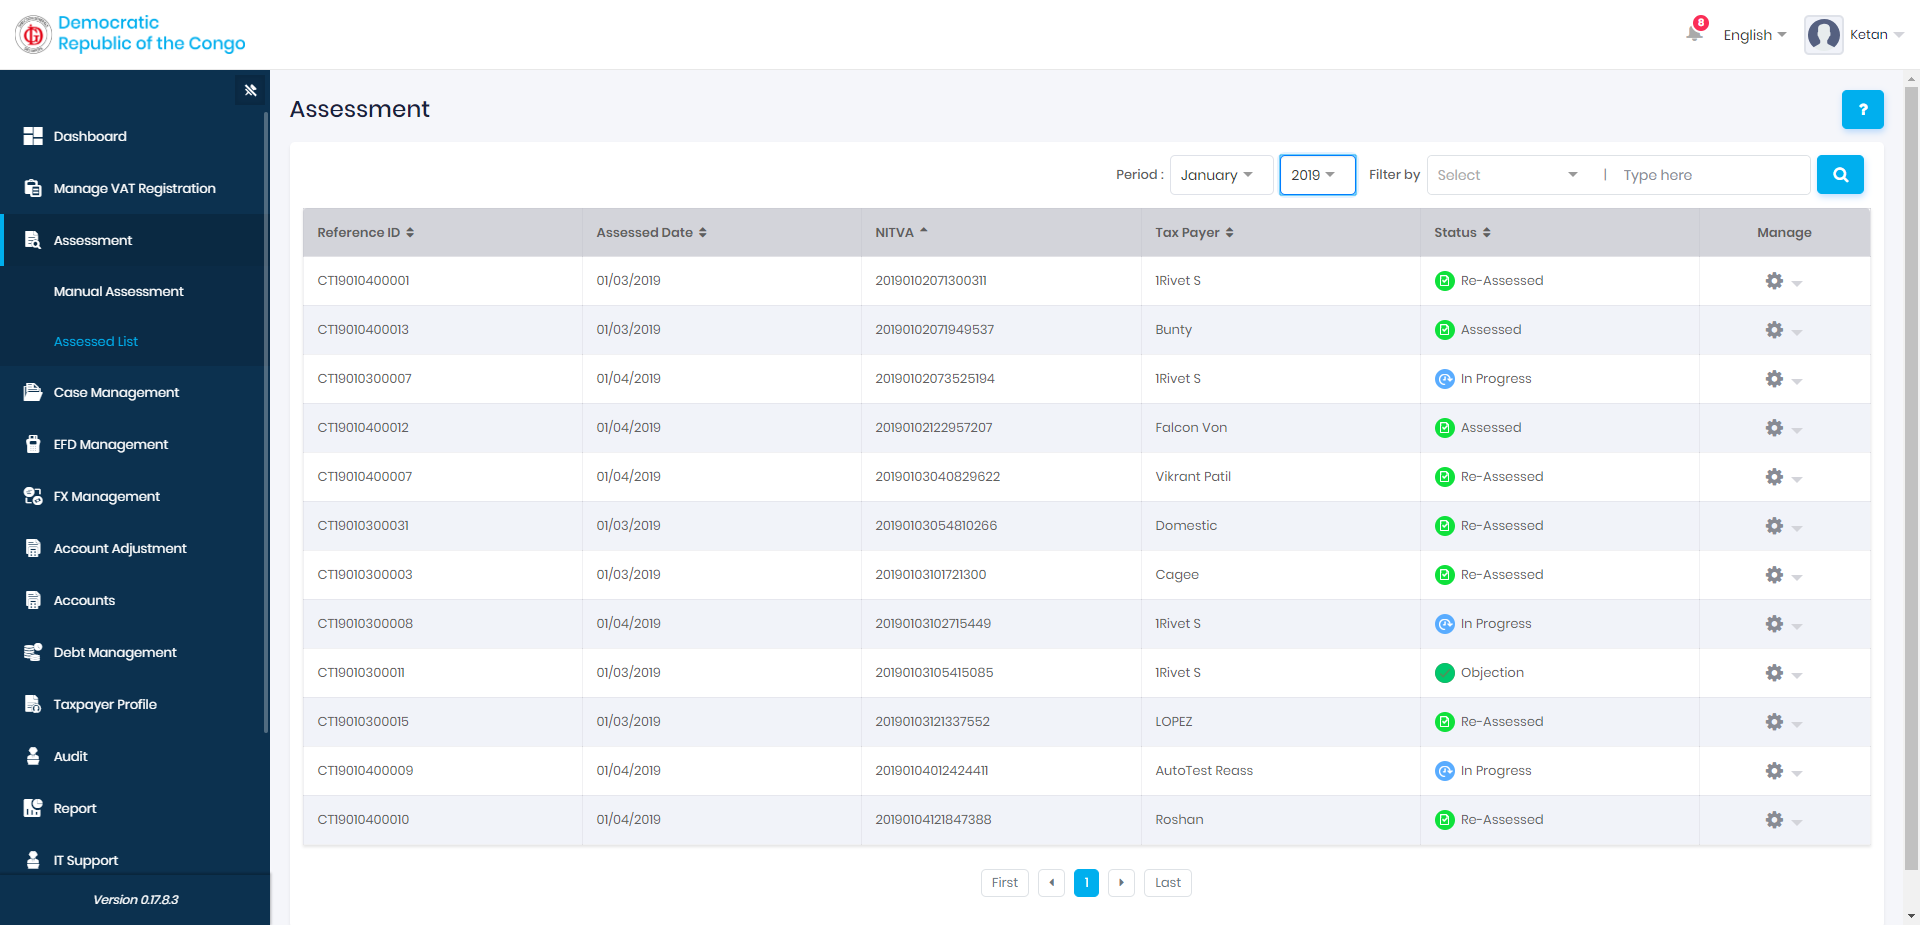 Democratic
Republic of the Congo
8
English
Ketan
Dashboard
Manage VAT Registration
Assessment
Manual Assessment
Assessed List
Case Management
EFD Management
FX Management
Account Adjustment
Accounts
Debt Management
Taxpayer Profile
Audit
Report
IT Support
Version 0.17.8.3
Assessment
?
Period : January 2019 Filter by Select | Type here
Reference ID Assessed Date NITVA Tax Payer Status Manage
CT19010400001 01/03/2019 20190102071300311 1Rivet S Re-Assessed
CT19010400013 01/03/2019 20190102071949537 Bunty Assessed
CT19010300007 01/04/2019 20190102073525194 1Rivet S In Progress
CT19010400012 01/04/2019 20190102122957207 Falcon Von Assessed
CT19010400007 01/04/2019 20190103040829622 Vikrant Patil Re-Assessed
CT19010300031 01/03/2019 20190103054810266 Domestic Re-Assessed
CT19010300003 01/03/2019 20190103101721300 Cagee Re-Assessed
CT19010300008 01/04/2019 20190103102715449 1Rivet S In Progress
CT19010300011 01/03/2019 20190103105415085 1Rivet S Objection
CT19010300015 01/03/2019 20190103121337552 LOPEZ Re-Assessed
CT19010400009 01/04/2019 20190104012424411 AutoTest Reass In Progress
CT19010400010 01/04/2019 20190104121847388 Roshan Re-Assessed
First 1 Last